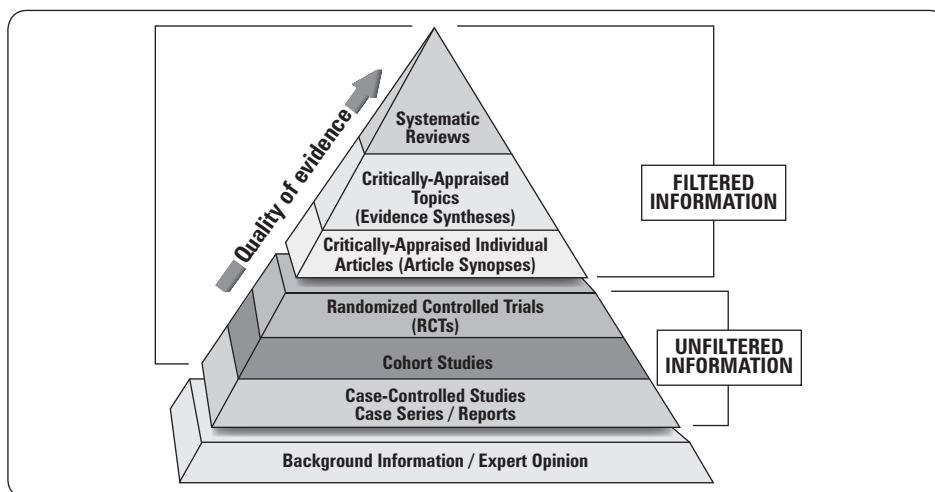 Quality of evidence
Systematic
Reviews
Critically-Appraised
Topics
(Evidence Syntheses)
Critically-Appraised Individual
Articles (Article Synopses)
FILTERED
INFORMATION
Randomized Controlled Trials
(RCTs)
Cohort Studies
Case-Controlled Studies
Case Series / Reports
UNFILTERED
INFORMATION
Background Information / Expert Opinion